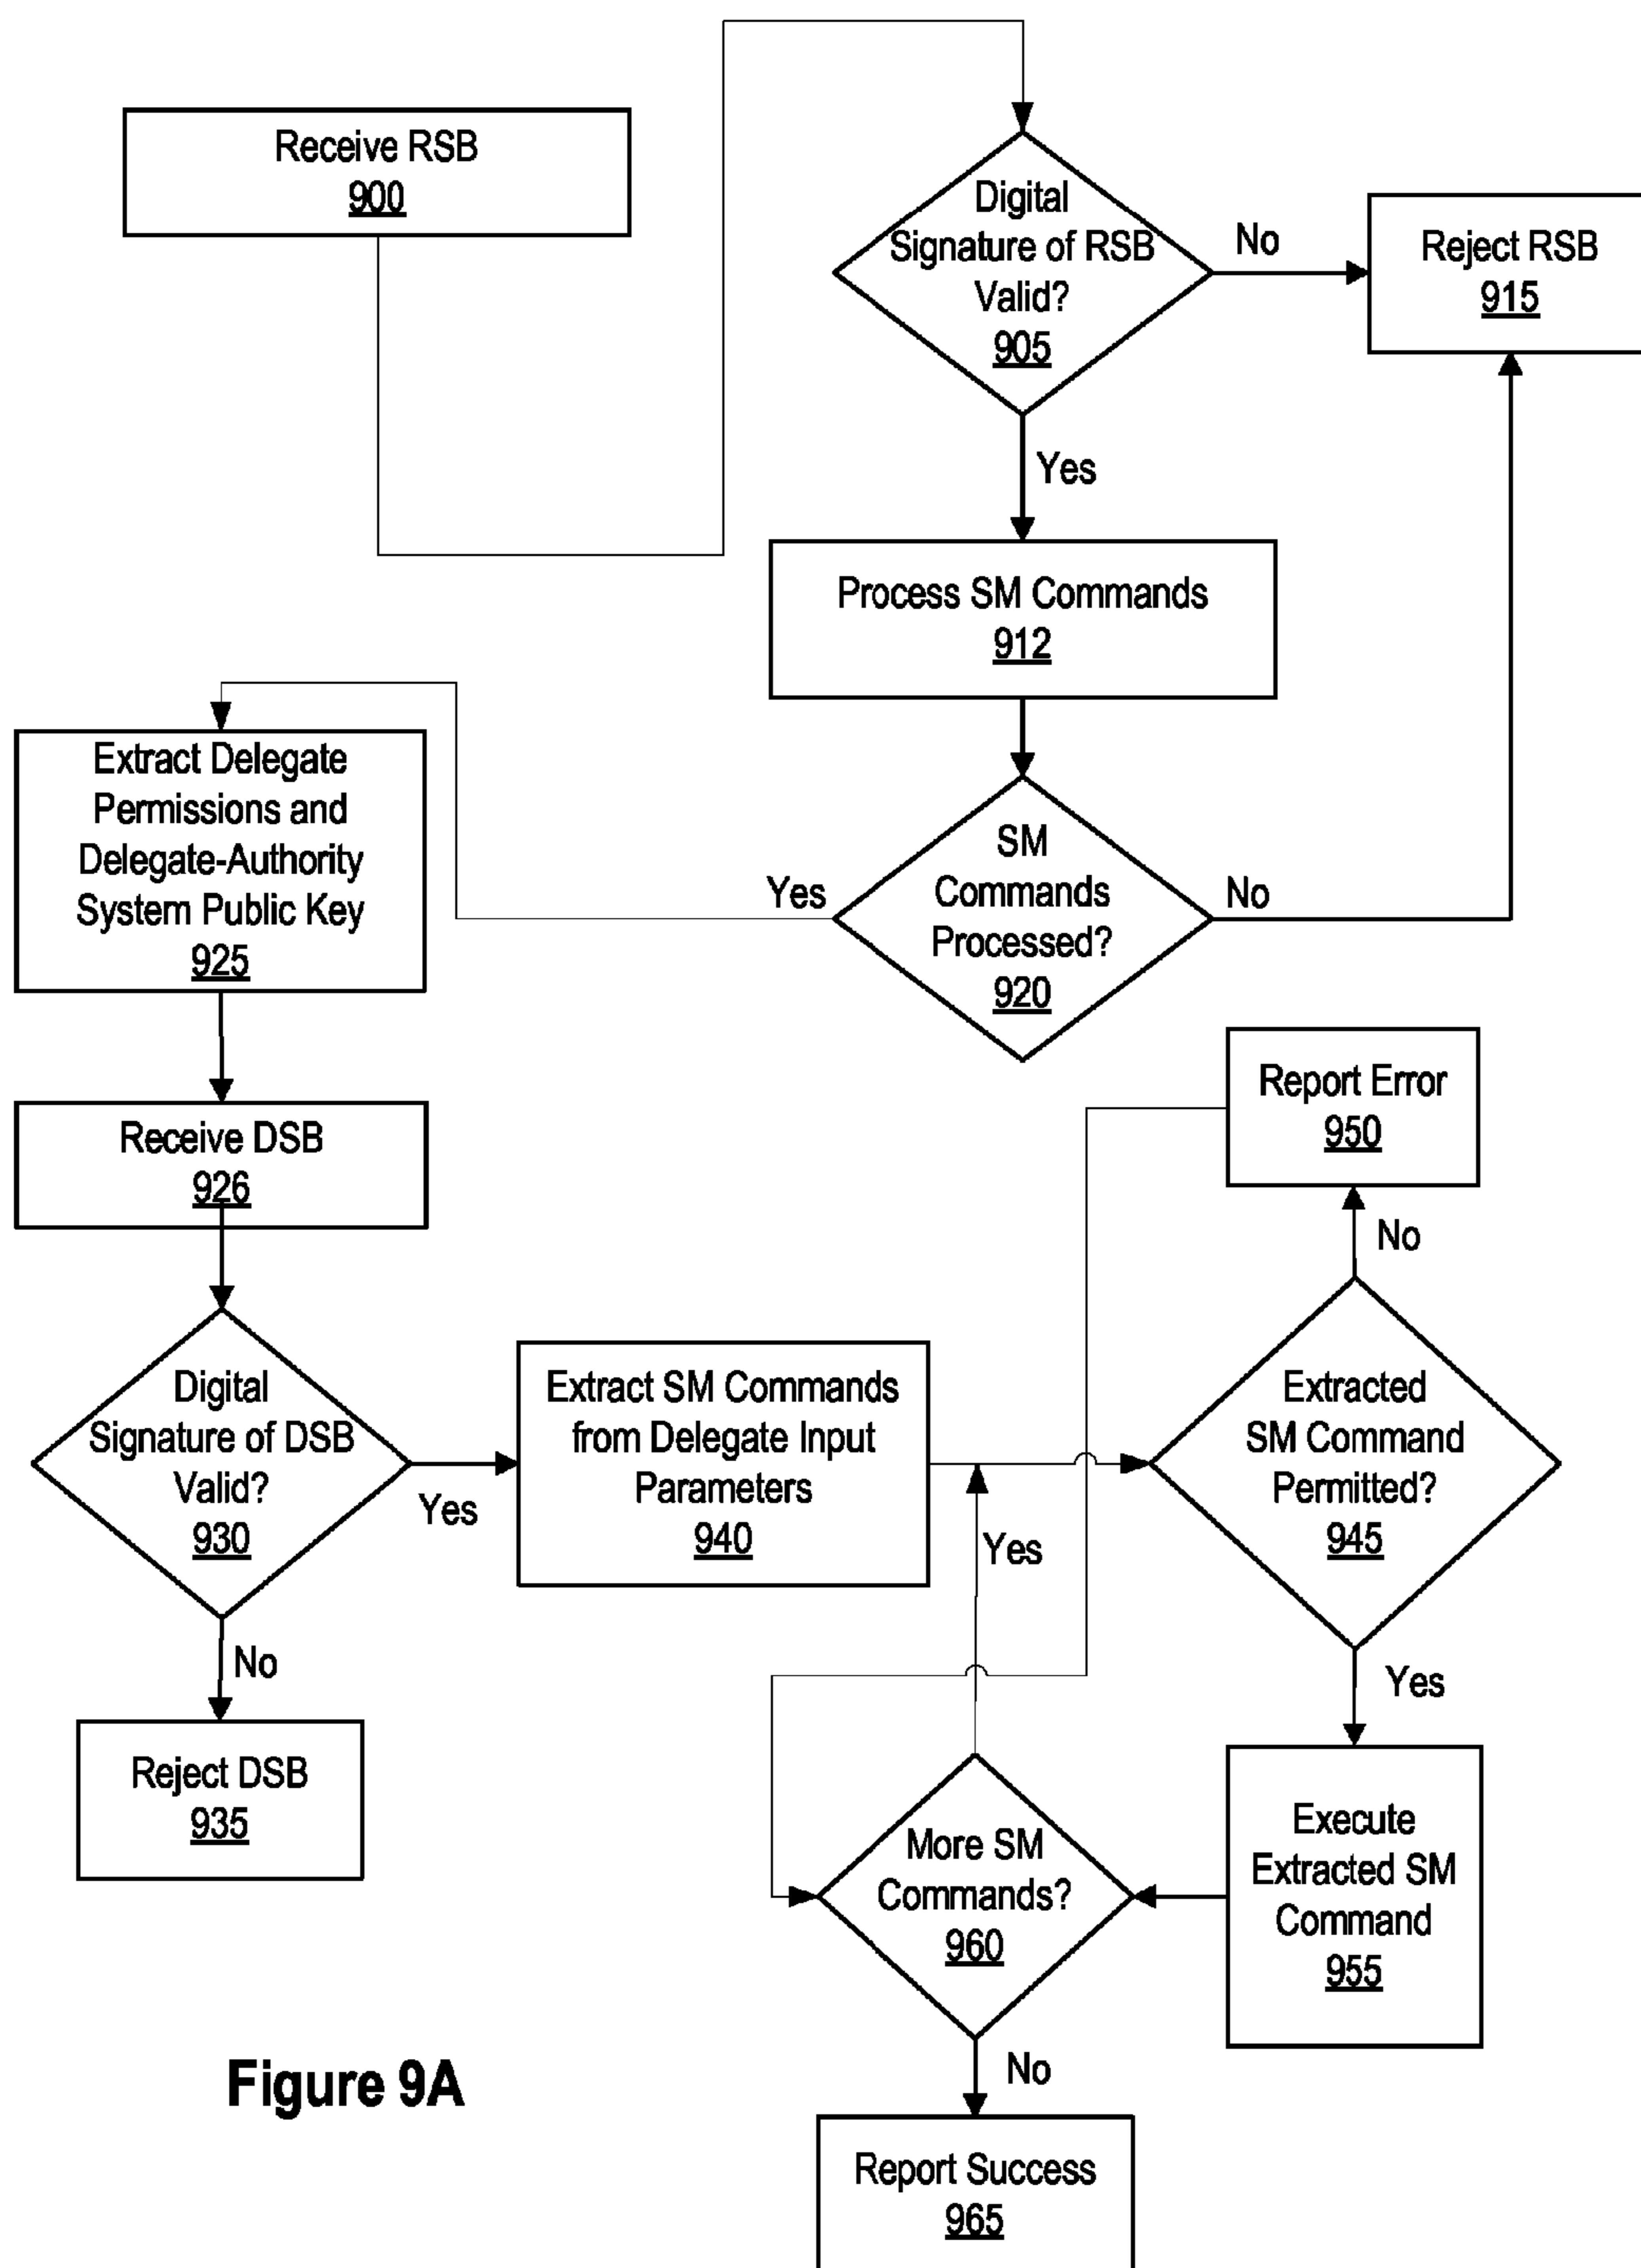 Receive RSB
900
Digital
Signature of RSB
Valid?
905
No
Reject RSB
915
Yes
Process SM Commands
912
SM
Commands
Processed?
920
Yes
No
Extract Delegate
Permissions and
Delegate-Authority
System Public Key
925
Receive DSB
926
Digital
Signature of DSB
Valid?
930
Yes
No
Reject DSB
935
Extract SM Commands
from Delegate Input
Parameters
940
Extracted
SM Command
Permitted?
945
No
Report Error
950
Yes
Execute
Extracted SM
Command
955
More SM
Commands?
960
Yes
No
Report Success
965
Figure 9A